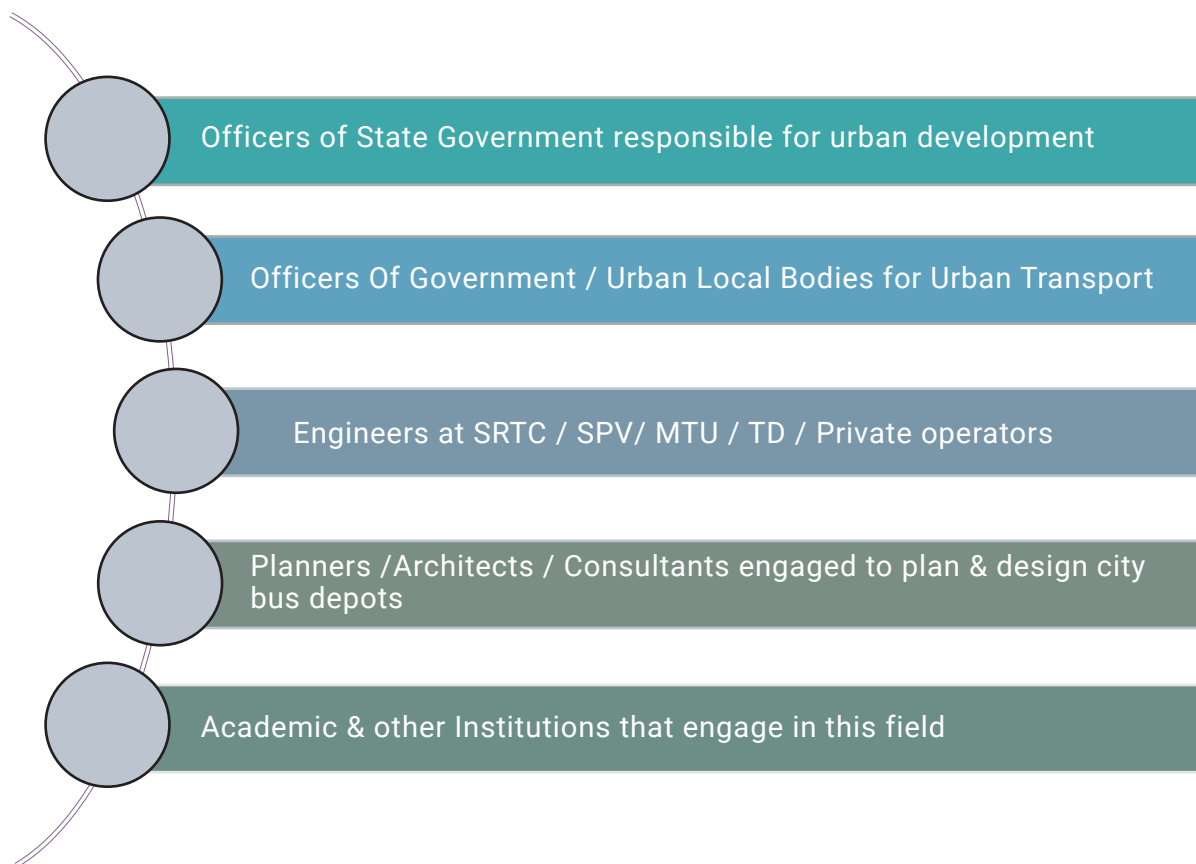 Officers of State Government responsible for urban development
Officers Of Government / Urban Local Bodies for Urban Transport
Engineers at SRTC / SPV/ MTU / TD / Private operators
Planners /Architects / Consultants engaged to plan & design city
bus depots
Academic & other Institutions that engage in this field